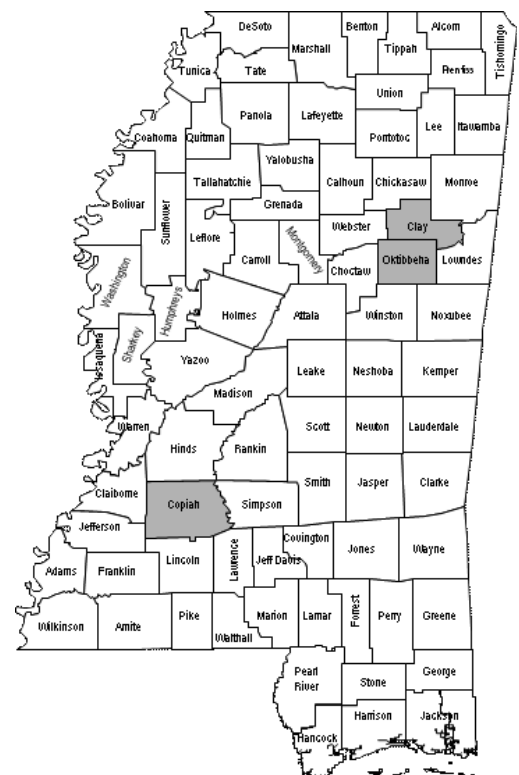 DeSoto
Benton
Alcorn
Marshall
Tippah
Tishomingo
Tunica
Tate
Prentiss
Union
Panola
Lafeyette
Coahoma
Quitman
Pontotoc
Lee
Itawamba
Yalobusha
Tallahatchie
Calhoun
Chickasaw
Monroe
Bolivar
Sunflower
Grenada
Leflore
Webster
Clay
Carroll
Montgomery
Choctaw
Oktibbeha
Lowndes
Washington
Humphreys
Holmes
Attala
Winston
Noxubee
Sharkey
Yazoo
Leake
Neshoba
Kemper
Madison
Warren
Scott
Newton
Lauderdale
Hinds
Rankin
Claiborne
Copiah
Simpson
Smith
Jasper
Clarke
Jefferson
Lincoln
Lawrence
Jeff Davis
Covington
Jones
Wayne
Adams
Franklin
Wilkinson
Amite
Pike
Walthall
Marion
Lamar
Forrest
Perry
Greene
Pearl
River
Stone
George
Hancock
Harrison
Jackson